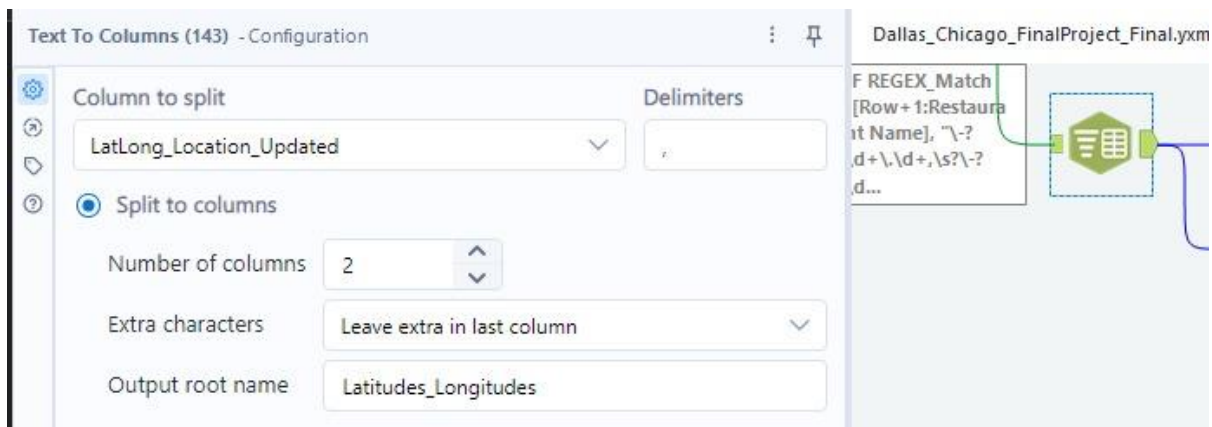 Text To Columns (143) - Configuration
Dallas_Chicago_FinalProject_Final.yxm
Column to split
Delimiters
LatLong_Location_Updated
,
Split to columns
Number of columns
2
Extra characters
Leave extra in last column
Output root name
Latitudes_Longitudes
F REGEX_Match
[Row+1:Restaura
nt Name], "\-?
\d+\.\d+,\s?\-?
\d...